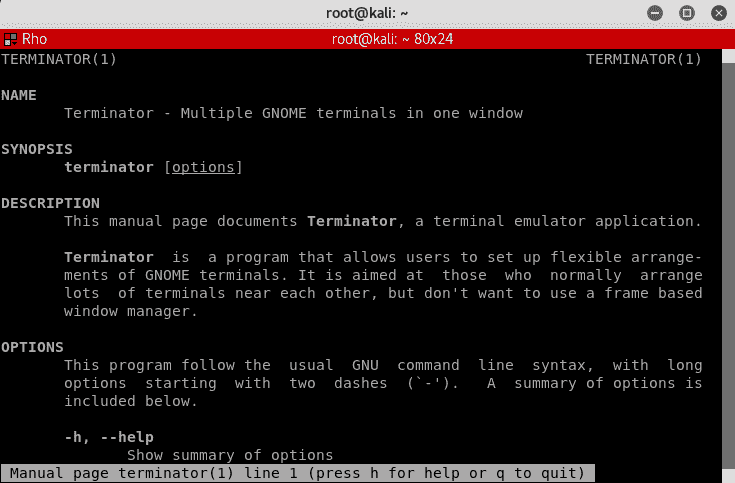 root@kali: ~
Rho root@kali: ~ 80x24
TERMINATOR(1) TERMINATOR(1)
NAME
Terminator - Multiple GNOME terminals in one window
SYNOPSIS
terminator [options]
DESCRIPTION
This manual page documents Terminator, a terminal emulator application.
Terminator is a program that allows users to set up flexible arrange-
ments of GNOME terminals. It is aimed at those who normally arrange
lots of terminals near each other, but don't want to use a frame based
window manager.
OPTIONS
This program follow the usual GNU command line syntax, with long
options starting with two dashes (`-'). A summary of options is
included below.
-h, --help
Show summary of options
Manual page terminator(1) line 1 (press h for help or q to quit)